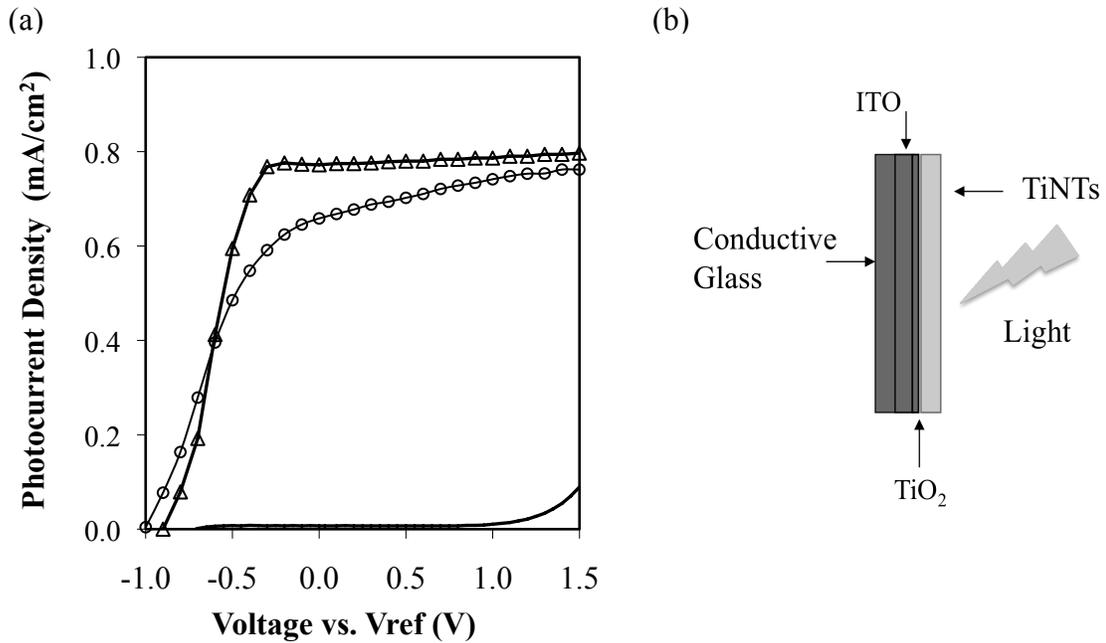 (a)
Photocurrent Density (mA/cm²)
1.0
0.8
0.6
0.4
0.2
0.0
-1.0 -0.5 0.0 0.5 1.0 1.5
Voltage vs. Vref (V)
(b)
ITO
TiNTs
Conductive
Glass
Light
TiO₂